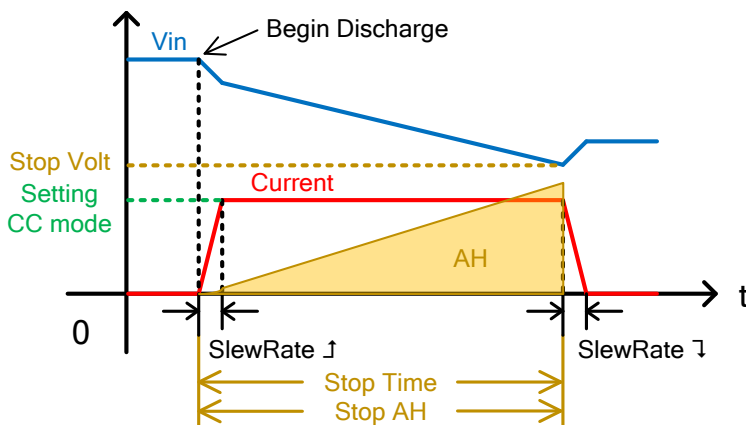 Begin Discharge
Vin
Stop Volt
Setting
CC mode
Current
AH
t
0
SlewRate ↥
SlewRate ↧
Stop Time
Stop AH